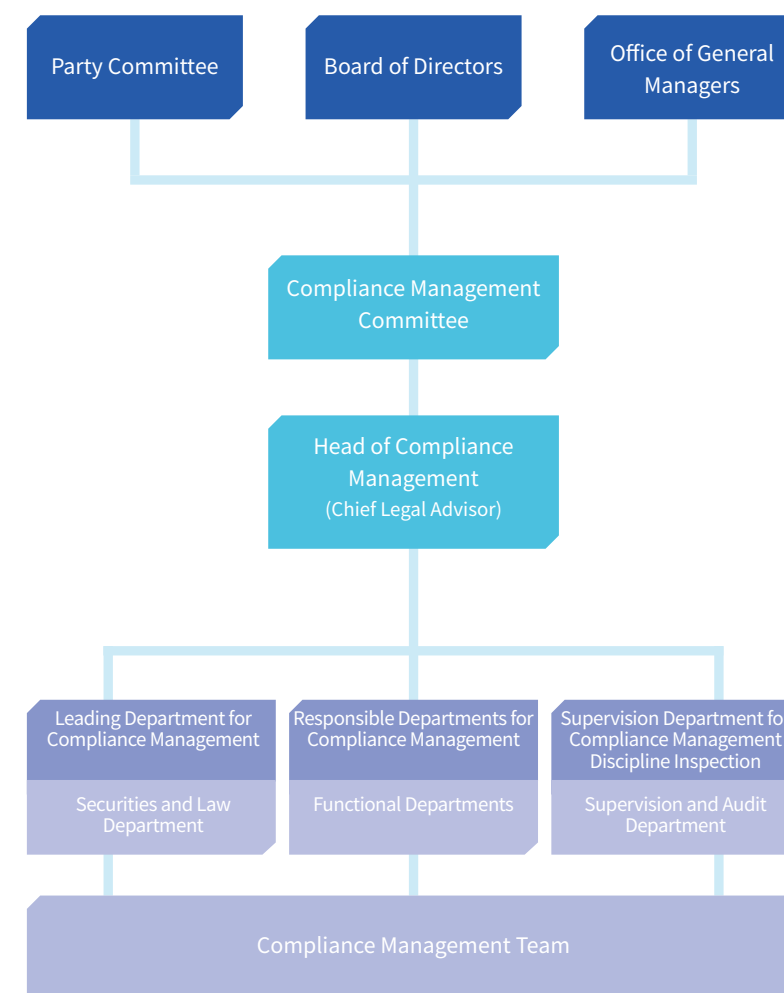 Party Committee
Board of Directors
Office of General
Managers
Compliance Management
Committee
Head of Compliance
Management
(Chief Legal Advisor)
Leading Department for
Compliance Management
Securities and Law
Department
Responsible Departments for
Compliance Management
Functional Departments
Supervision Department fo
Compliance Management
Discipline Inspection
Supervision and Audit
Department
Compliance Management Team